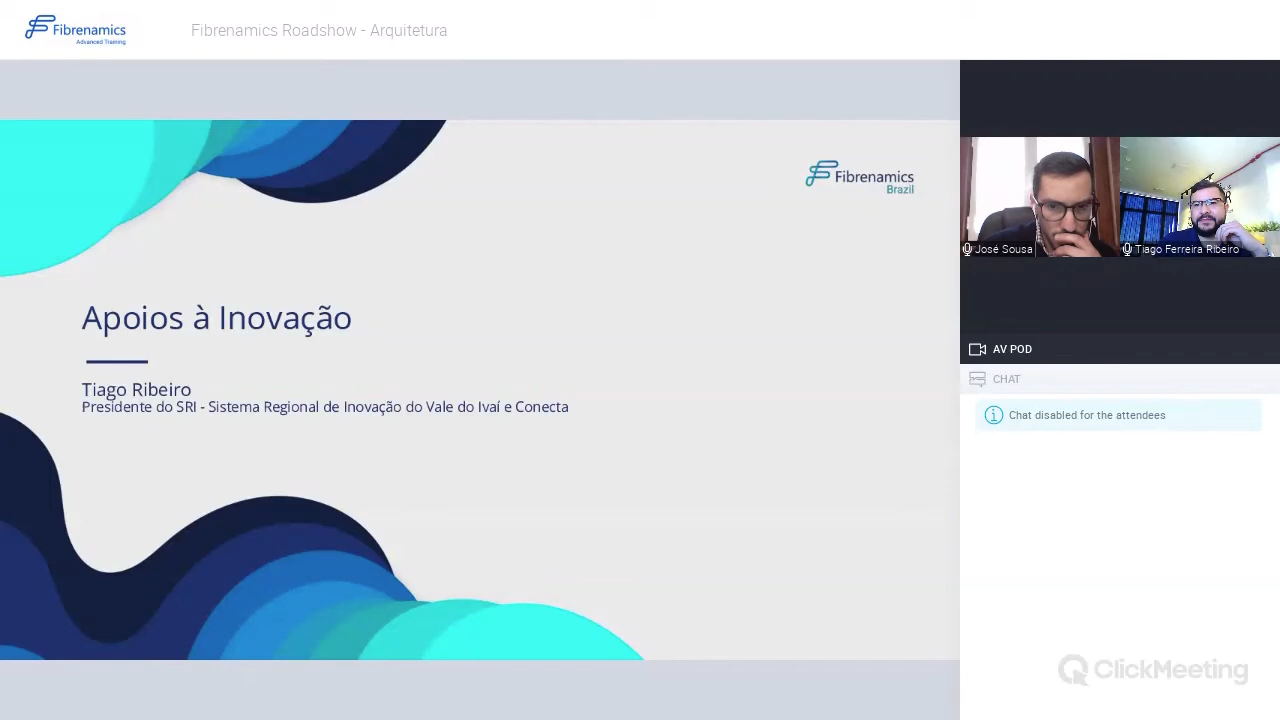 Fibrenamics
Advanced Training
Fibrenamics Roadshow - Arquitetura
Fibrenamics
Brazil
Apoios à Inovação
Tiago Ribeiro
Presidente do SRI - Sistema Regional de Inovação do Vale do Ivaí e Conecta
José Sousa
Tiago Ferreira Ribeiro
AV POD
CHAT
Chat disabled for the attendees
ClickMeeting